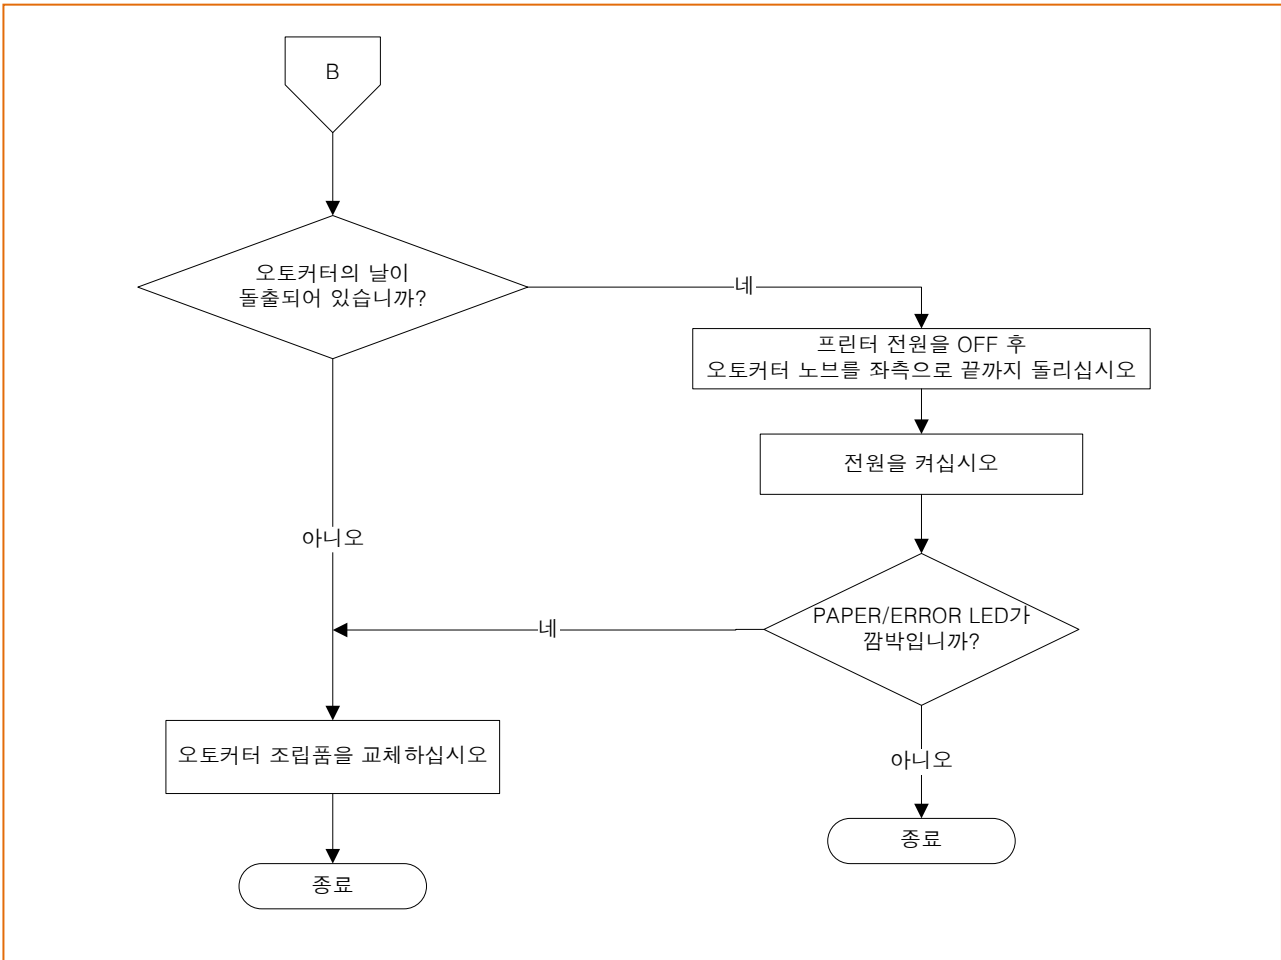 B
오토커터의 날이
돌출되어 있습니까?
네
프린터 전원을 OFF 후
오토커터 노브를 좌측으로 끝까지 돌리십시오
전원을 켜십시오
아니오
PAPER/ERROR LED가
깜박입니까?
네
오토커터 조립품을 교체하십시오
아니오
종료
종료